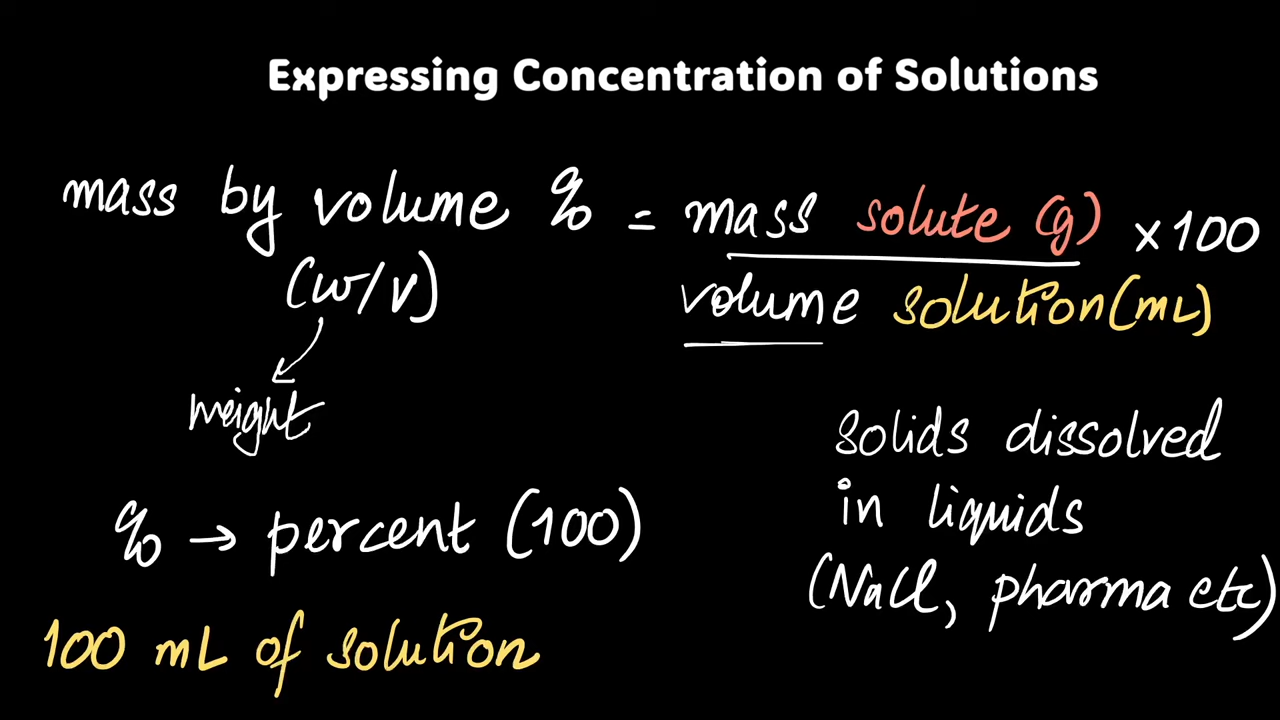 Expressing Concentration of Solutions
mass by volume % = mass solute (g) × 100
volume solution (mL)
(w/v)
weight
solids dissolved
in liquids
(NaCl, pharma etc)
% → percent (100)
100 mL of solution